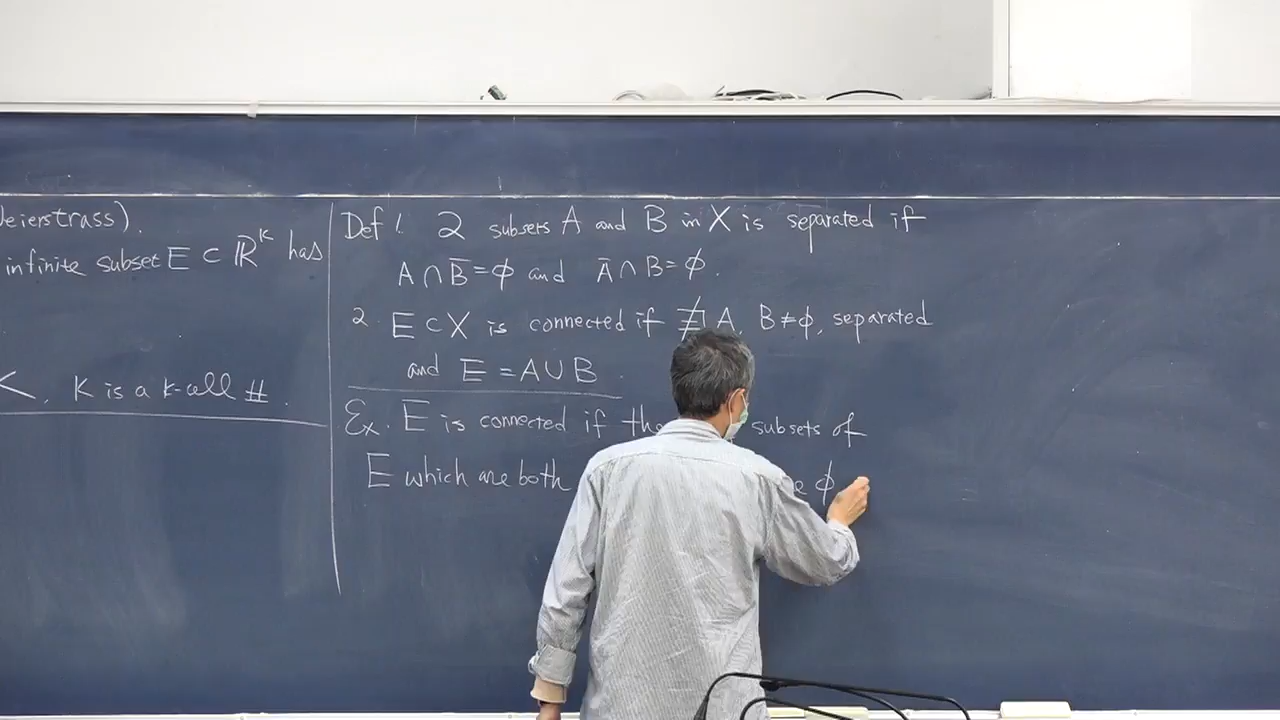 eierstrass).
infinite subset E ⊂ ℝᵏ has
K is a k-cell #.
Def 1. 2 subsets A and B in X is separated if
A ∩ B̅ = ϕ and A̅ ∩ B = ϕ.
2. E ⊂ X is connected if ∄ A, B ≠ ϕ, separated
and E = A ∪ B
Ex. E is connected if the subsets of
E which are both ϕ